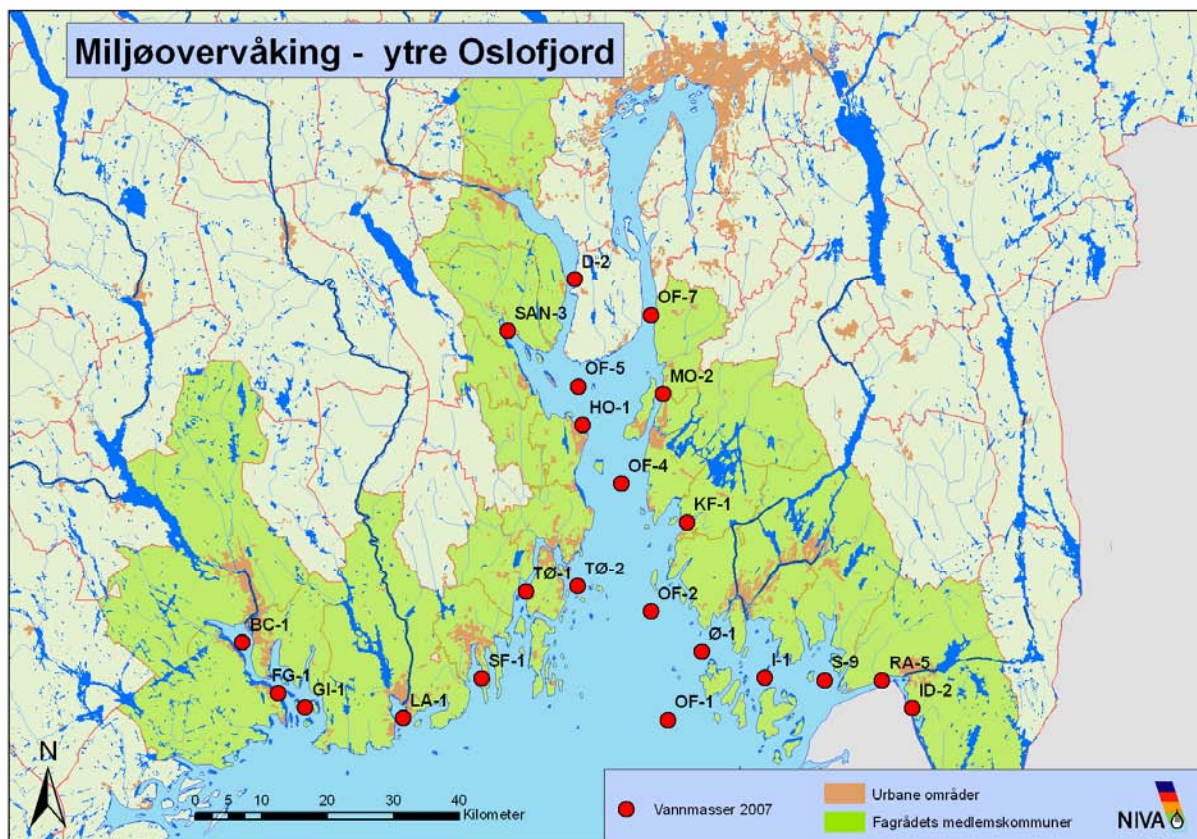 Miljøovervåking - ytre Oslofjord
D-2
OF-7
SAN-3
OF-5
MO-2
HO-1
OF-4
KF-1
TØ-1
TØ-2
OF-2
BC-1
Ø-1
FG-1
GI-1
SF-1
I-1
S-9
RA-5
LA-1
OF-1
ID-2
N
0 5 10 20 30 40
Kilometer
Vannmasser 2007
Urbane områder
Fagrådets medlemskommuner
NIVA